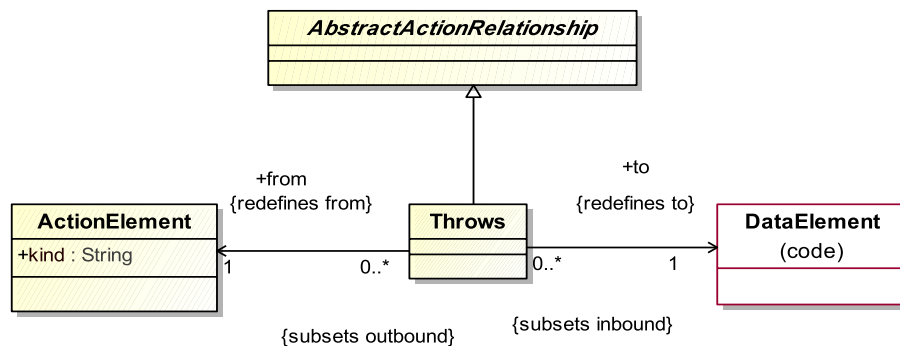 AbstractActionRelationship
+from
{redefines from}
+to
{redefines to}
ActionElement
+kind : String
Throws
DataElement
(code)
1
0..*
0..*
1
{subsets outbound}
{subsets inbound}